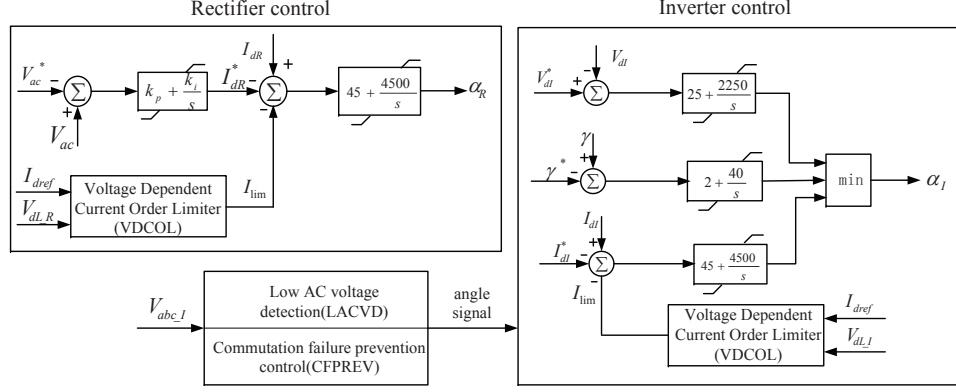 Rectifier control
V_ac^*
-
Σ
+
V_ac
k_p + k_i/s
I_dR^*
-
I_dR
+
Σ
-
45 + 4500/s
α_R
I_dref
V_dL_R
Voltage Dependent
Current Order Limiter
(VDCOL)
I_lim
V_abc_I
Low AC voltage
detection(LACVD)
Commutation failure prevention
control(CFPREV)
angle
signal
Inverter control
V_dI
-
V_dI^*
+
Σ
25 + 2250/s
γ
+
γ^*
-
Σ
2 + 40/s
min
α_I
I_dI
+
I_dI^*
-
Σ
-
I_lim
45 + 4500/s
Voltage Dependent
Current Order Limiter
(VDCOL)
I_dref
V_dL_I